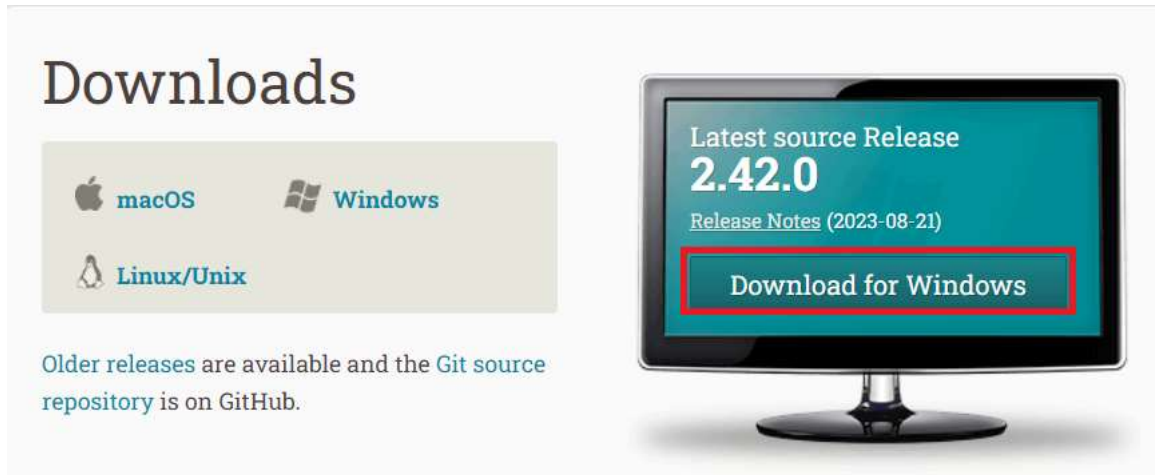 Downloads
macOS
Windows
Linux/Unix
Older releases are available and the Git source
repository is on GitHub.
Latest source Release
2.42.0
Release Notes (2023-08-21)
Download for Windows